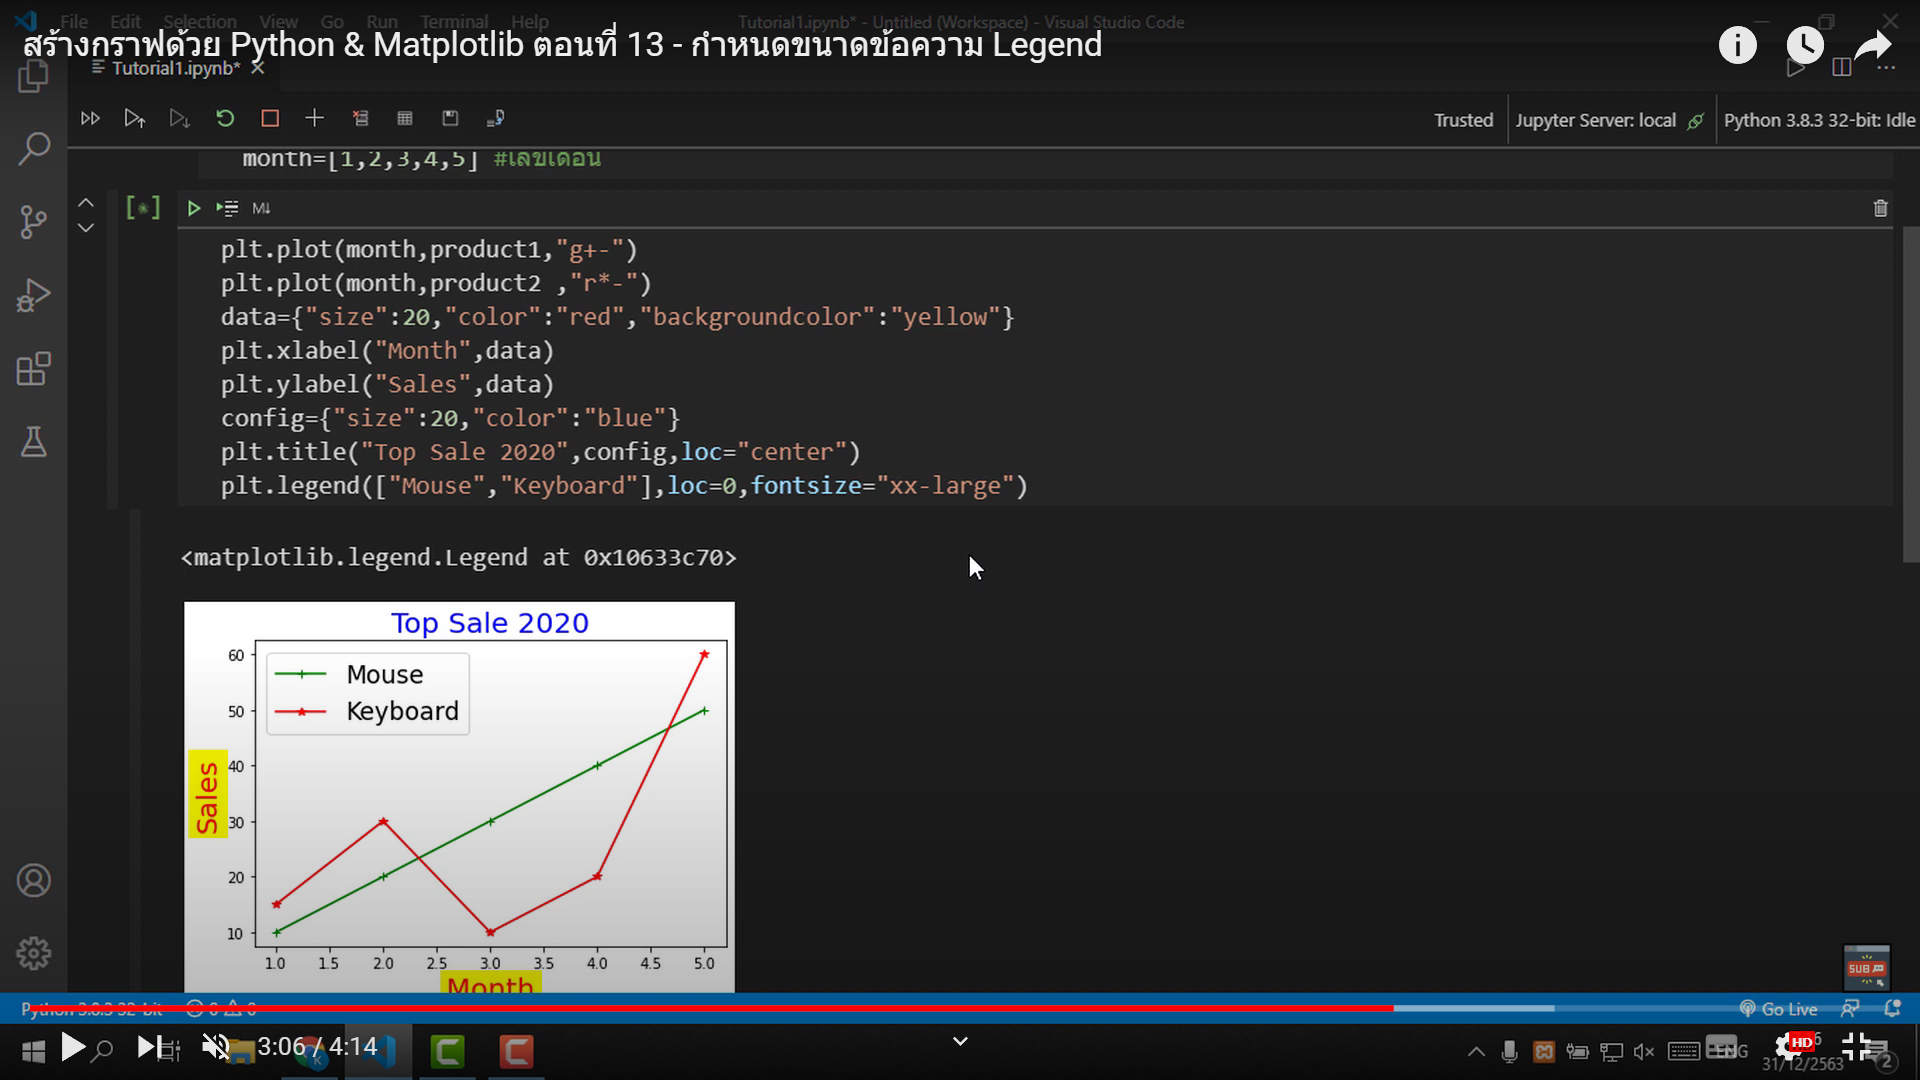 File Edit Selection View Go Run Terminal Help Tutorial1.ipynb* - Untitled (Workspace) - Visual Studio Code
สร้างกราฟด้วย Python & Matplotlib ตอนที่ 13 - กำหนดขนาดข้อความ Legend
Tutorial1.ipynb*
Trusted Jupyter Server: local Python 3.8.3 32-bit: Idle
month=[1,2,3,4,5] #เลขเดือน
[*] M↓
plt.plot(month,product1,"g+-")
plt.plot(month,product2 ,"r*-")
data={"size":20,"color":"red","backgroundcolor":"yellow"}
plt.xlabel("Month",data)
plt.ylabel("Sales",data)
config={"size":20,"color":"blue"}
plt.title("Top Sale 2020",config,loc="center")
plt.legend(["Mouse","Keyboard"],loc=0,fontsize="xx-large")
<matplotlib.legend.Legend at 0x10633c70>
Top Sale 2020
Mouse
Keyboard
Sales
60
50
40
30
20
10
1.0 1.5 2.0 2.5 3.0 3.5 4.0 4.5 5.0
Month
SUB
Python 3.8.3 32-bit 0 0 Go Live
3:06 / 4:14
ENG
HD
31/12/2563
2